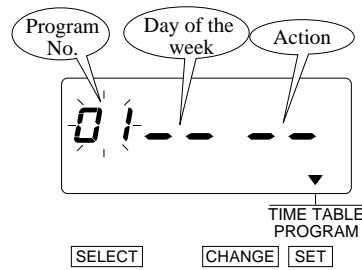 Program No.
Day of the week
Action
01 -- --
TIME TABLE
PROGRAM
SELECT CHANGE SET